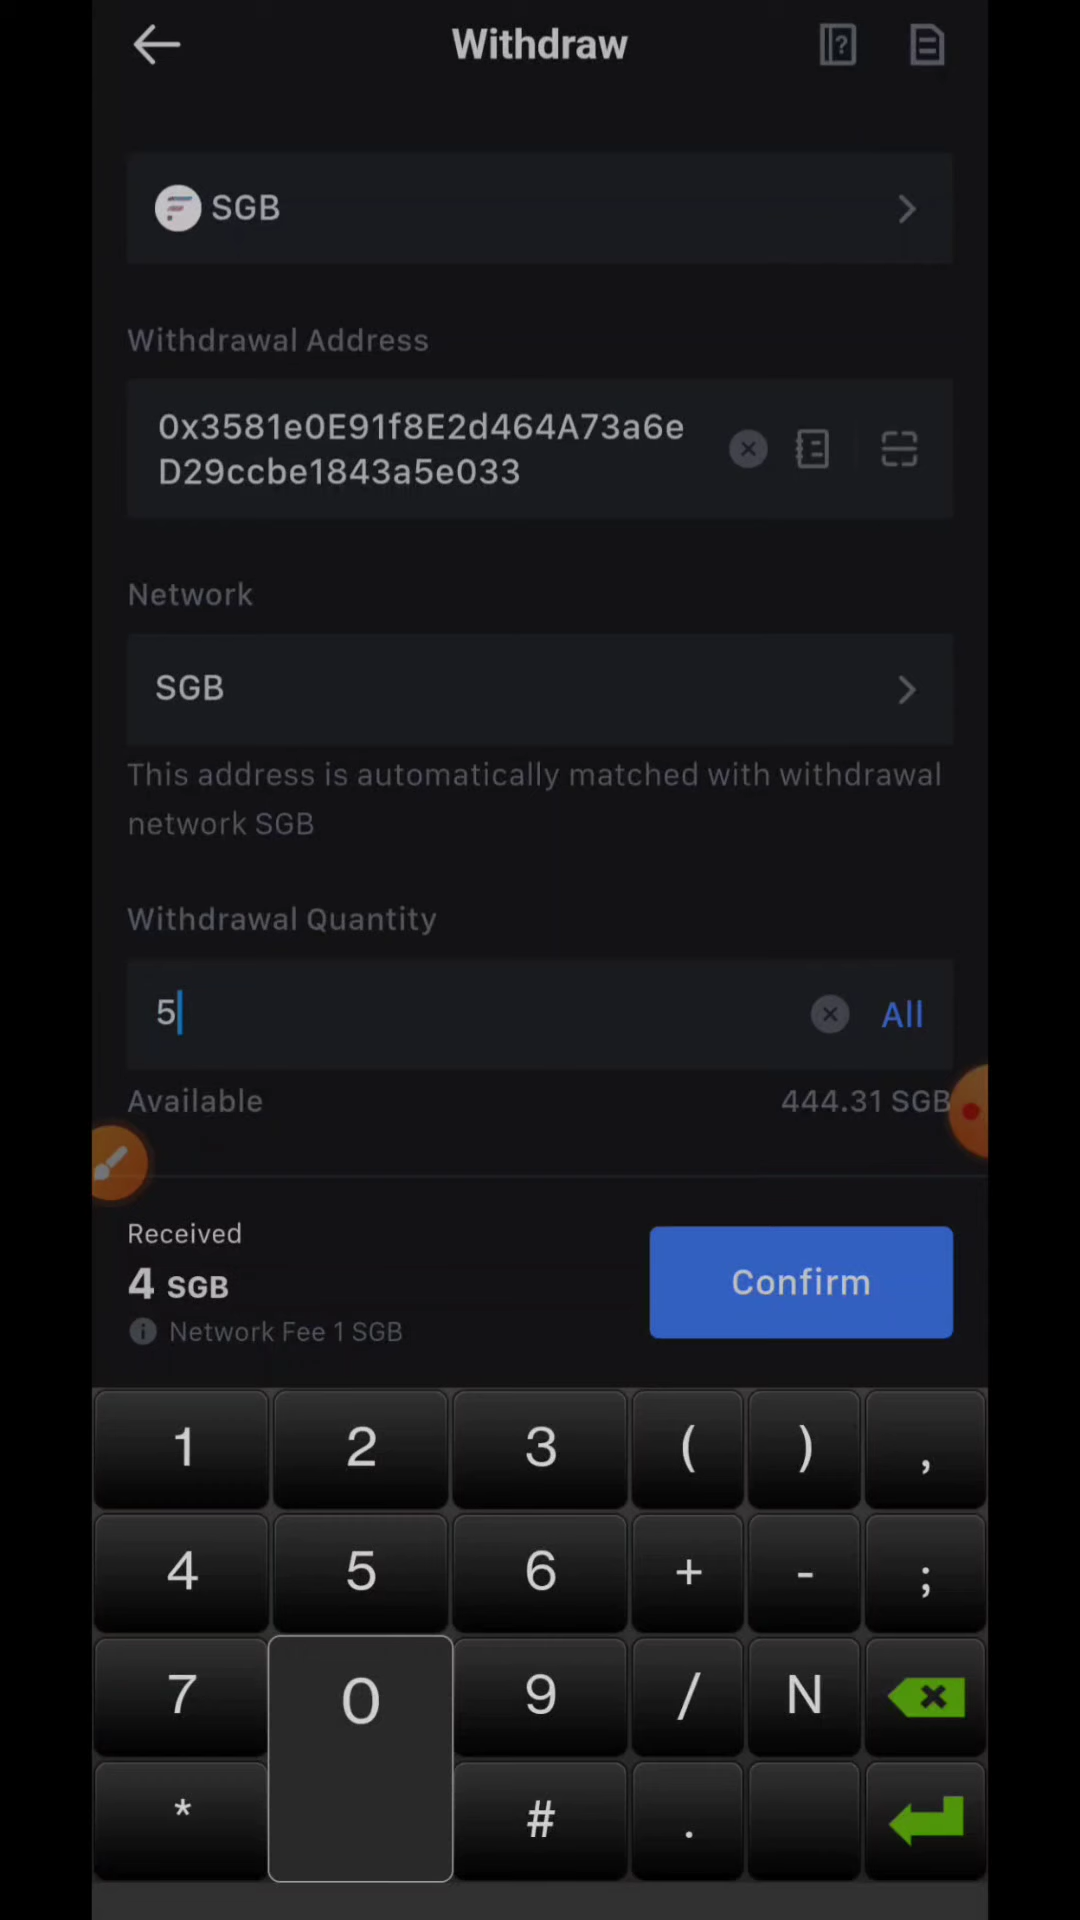 Withdraw
SGB
Withdrawal Address
0x3581e0E91f8E2d464A73a6e
D29ccbe1843a5e033
Network
SGB
This address is automatically matched with withdrawal
network SGB
Withdrawal Quantity
5
All
Available
444.31 SGB
Received
4 SGB
Network Fee 1 SGB
Confirm
1 2 3 ( ) ,
4 5 6 + - ;
7 0 9 / N
* # .